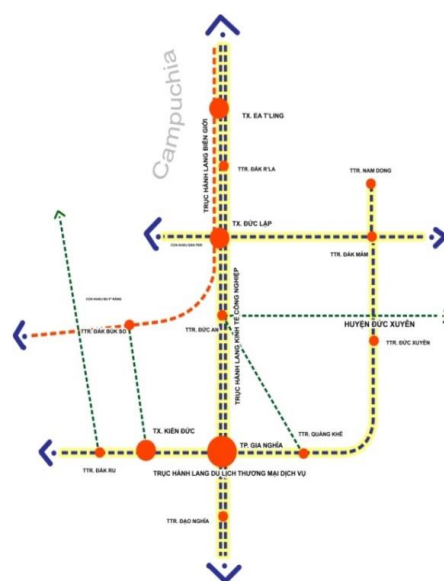 Campuchia
TX. EA T'LING
TRỤC HÀNH LANG BIÊN GIỚI
TTR. ĐĂK R'LA
TTR. NAM DONG
TX. ĐỨC LẬP
TTR. ĐĂK MÂM
TTR. ĐỨC AN
HUYỆN ĐỨC XUYÊN
TTR. ĐĂK BÚK SO
TTR. ĐỨC XUYÊN
TRỤC HÀNH LANG KINH TẾ CÔNG NGHIỆP
TX. KIẾN ĐỨC
TP. GIA NGHĨA
TTR. QUẢNG KHÊ
TTR. ĐĂK RU
TRỤC HÀNH LANG DU LỊCH THƯƠNG MẠI DỊCH VỤ
TTR. ĐẠO NGHĨA